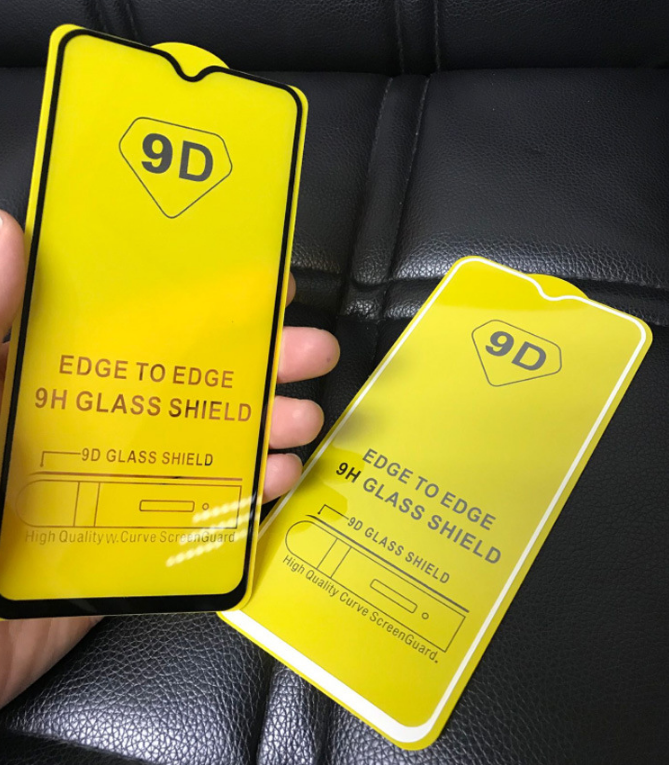 9D
EDGE TO EDGE
9H GLASS SHIELD
9D GLASS SHIELD
High Quality w.Curve ScreenGuard
9D
EDGE TO EDGE
9H GLASS SHIELD
9D GLASS SHIELD
High Quality Curve ScreenGuard.